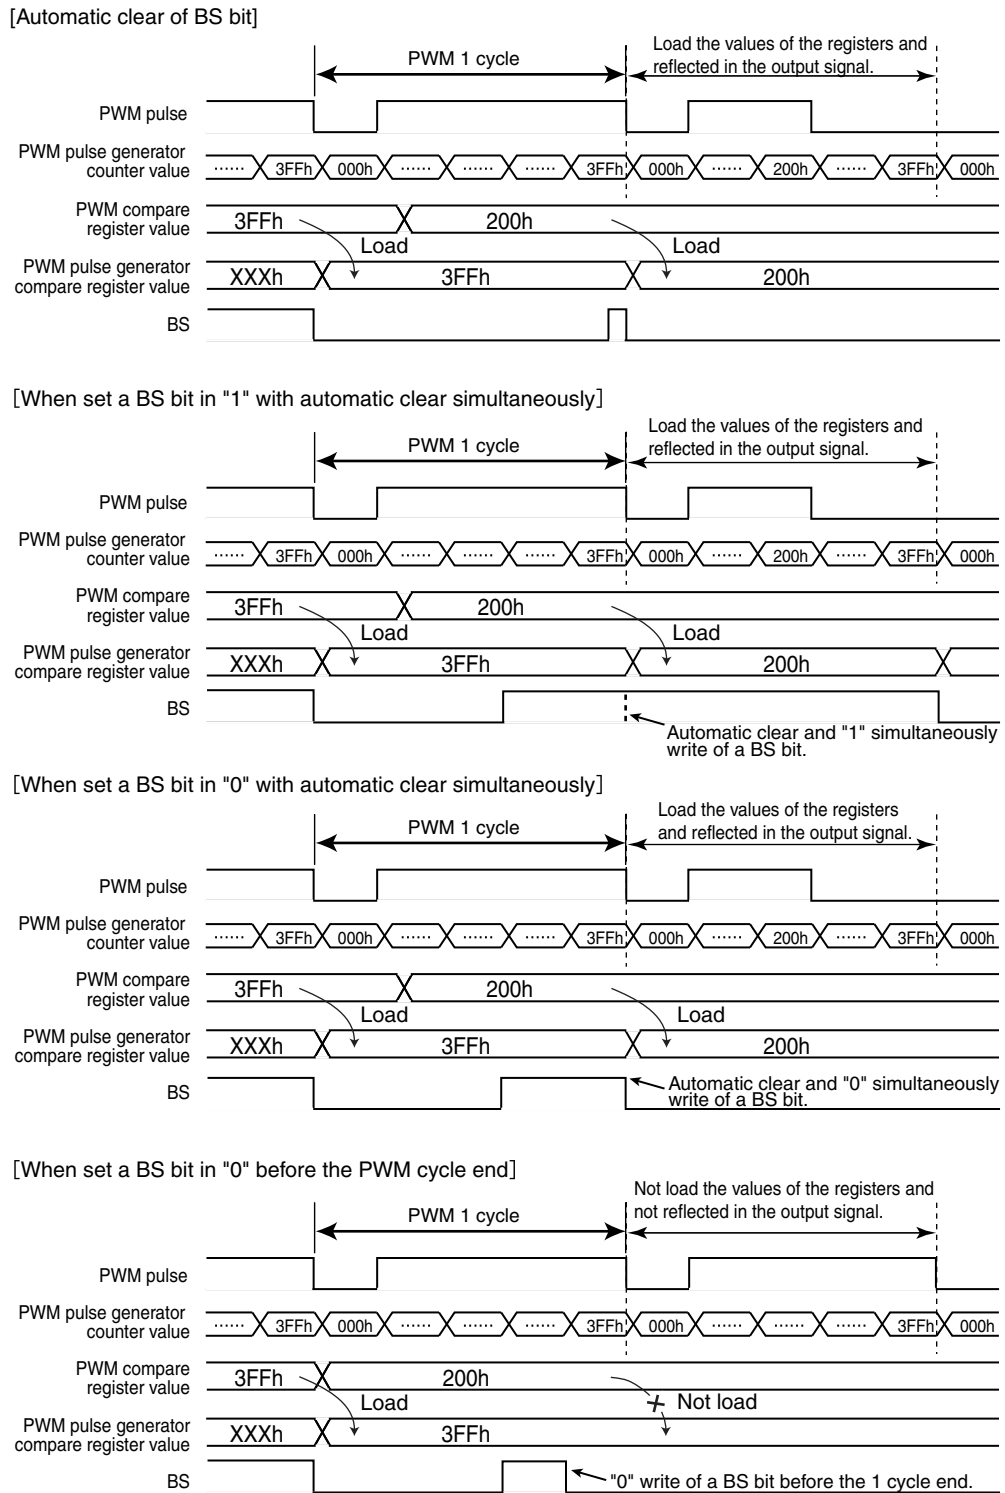 [Automatic clear of BS bit]
PWM 1 cycle
Load the values of the registers and
reflected in the output signal.
PWM pulse
PWM pulse generator
counter value
...... 3FFh 000h ...... ...... ...... 3FFh 000h ...... 200h ...... 3FFh 000h
PWM compare
register value
3FFh 200h
Load Load
PWM pulse generator
compare register value
XXXh 3FFh 200h
BS
[When set a BS bit in "1" with automatic clear simultaneously]
PWM 1 cycle
Load the values of the registers and
reflected in the output signal.
PWM pulse
PWM pulse generator
counter value
...... 3FFh 000h ...... ...... ...... 3FFh 000h ...... 200h ...... 3FFh 000h
PWM compare
register value
3FFh 200h
Load Load
PWM pulse generator
compare register value
XXXh 3FFh 200h
BS
Automatic clear and "1" simultaneously
write of a BS bit.
[When set a BS bit in "0" with automatic clear simultaneously]
PWM 1 cycle
Load the values of the registers
and reflected in the output signal.
PWM pulse
PWM pulse generator
counter value
...... 3FFh 000h ...... ...... ...... 3FFh 000h ...... 200h ...... 3FFh 000h
PWM compare
register value
3FFh 200h
Load Load
PWM pulse generator
compare register value
XXXh 3FFh 200h
BS
Automatic clear and "0" simultaneously
write of a BS bit.
[When set a BS bit in "0" before the PWM cycle end]
PWM 1 cycle
Not load the values of the registers and
not reflected in the output signal.
PWM pulse
PWM pulse generator
counter value
...... 3FFh 000h ...... ...... ...... 3FFh 000h ...... ...... ...... 3FFh 000h
PWM compare
register value
3FFh 200h
Load Not load
PWM pulse generator
compare register value
XXXh 3FFh
BS
"0" write of a BS bit before the 1 cycle end.